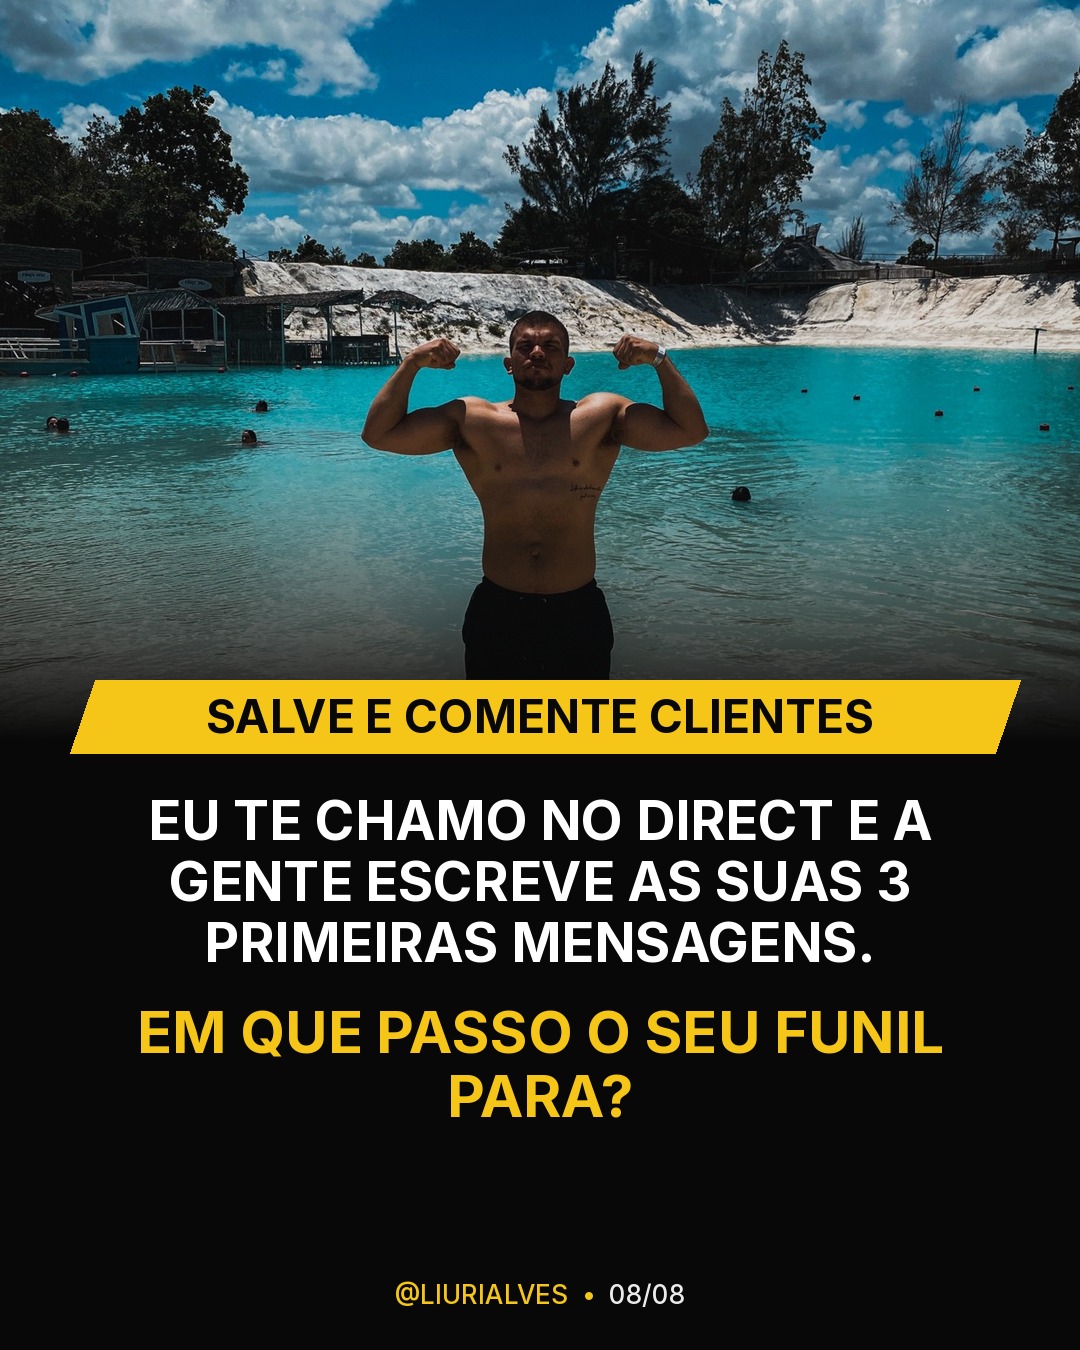 SALVE E COMENTE CLIENTES
EU TE CHAMO NO DIRECT E A
GENTE ESCREVE AS SUAS 3
PRIMEIRAS MENSAGENS.
EM QUE PASSO O SEU FUNIL
PARA?
@LIURIALVES • 08/08